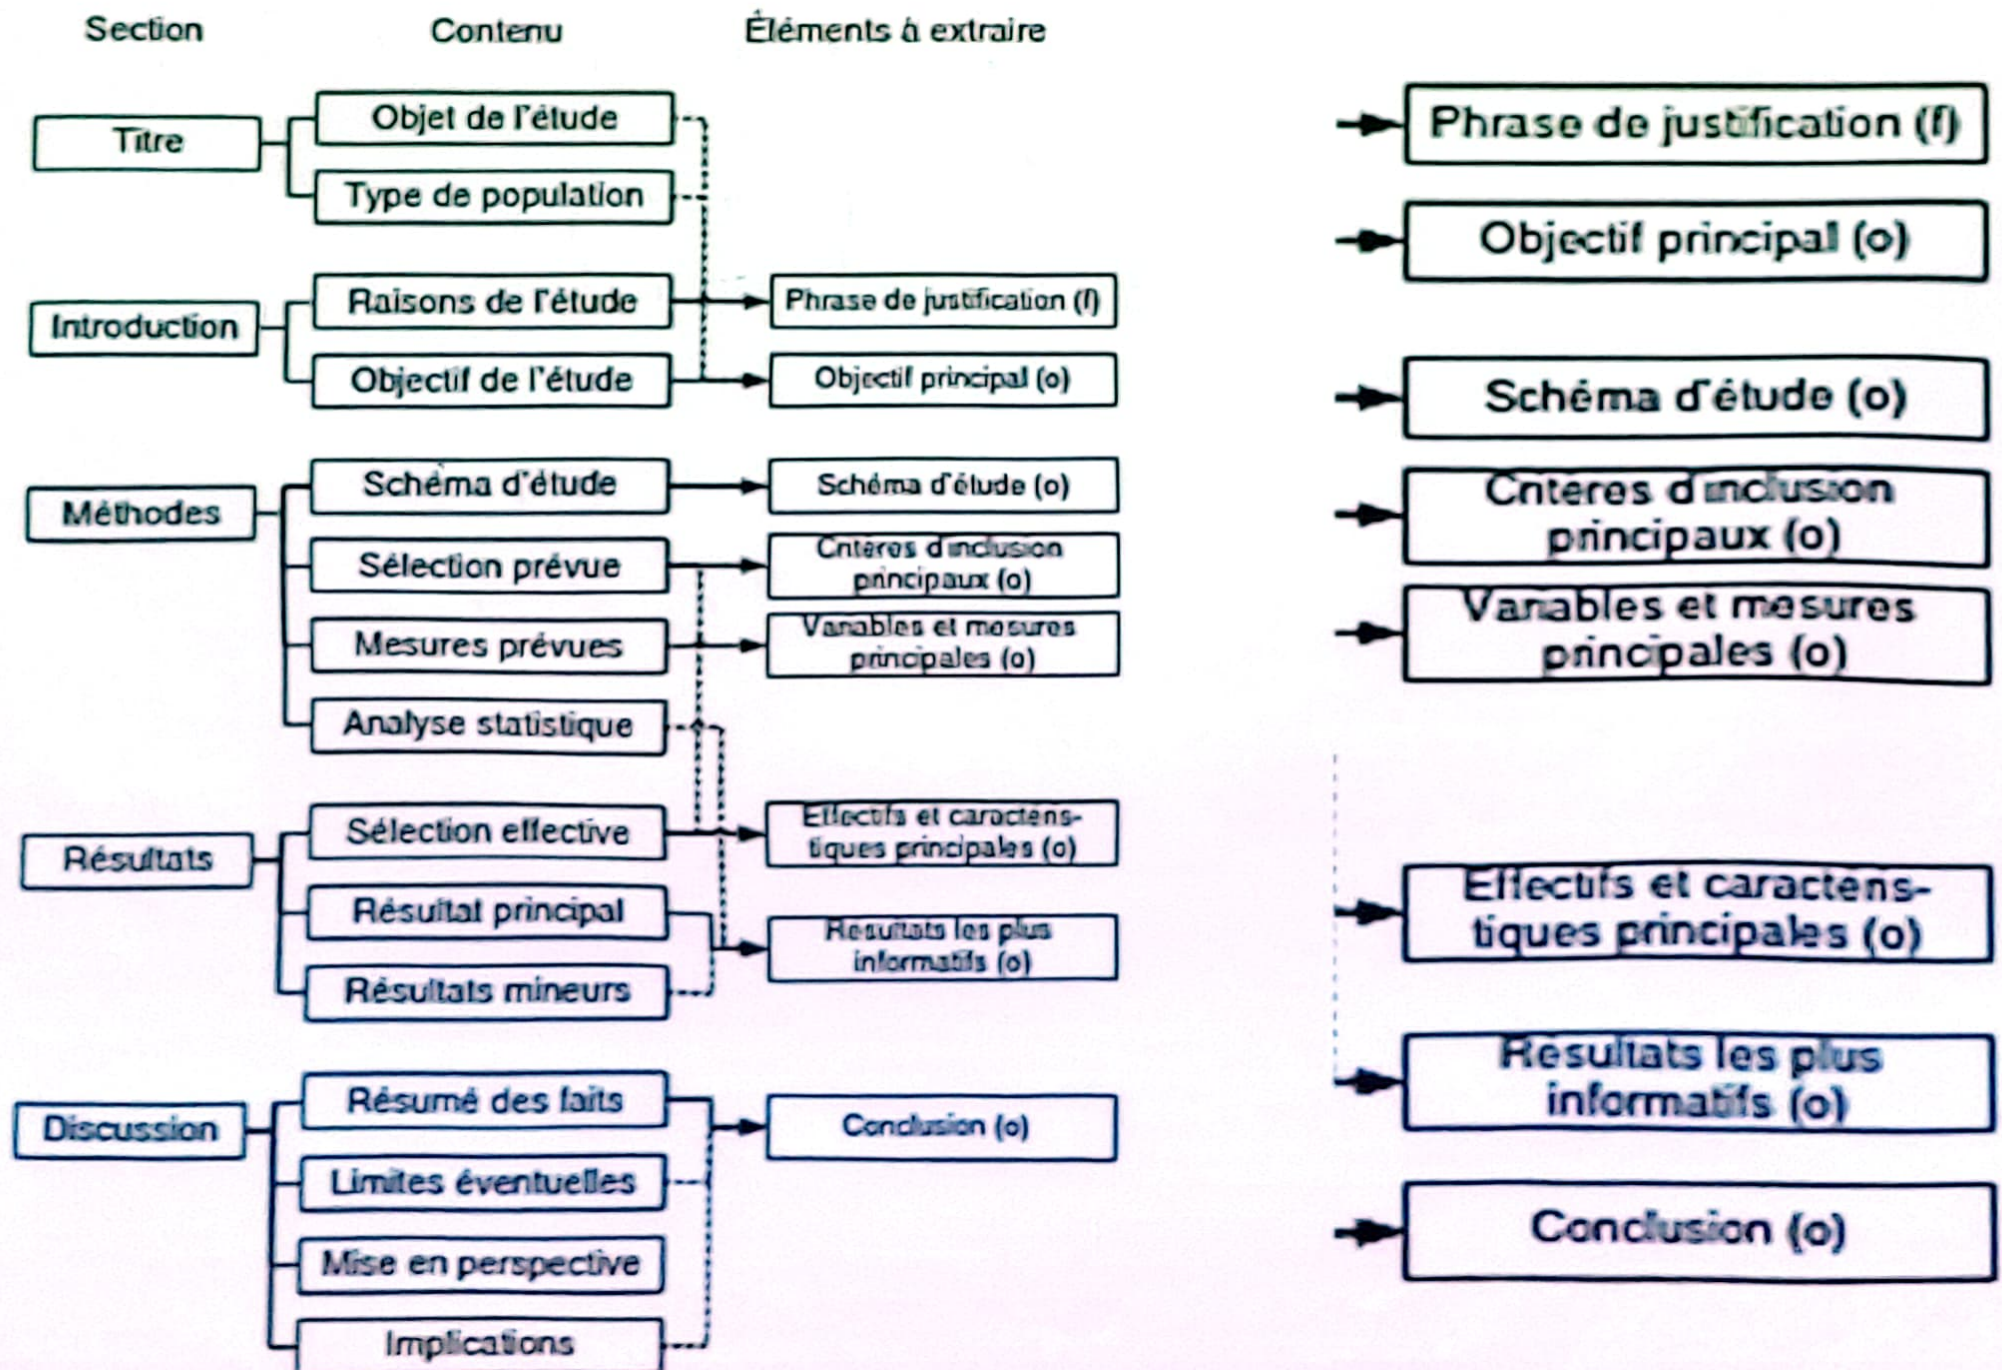 Section Contenu Éléments à extraire
Titre
Objet de l'étude
Type de population
Introduction
Raisons de l'étude
Phrase de justification (f)
Objectif de l'étude
Objectif principal (o)
Méthodes
Schéma d'étude
Schéma d'étude (o)
Sélection prévue
Critères d'inclusion
principaux (o)
Mesures prévues
Variables et mesures
principales (o)
Analyse statistique
Résultats
Sélection effective
Effectifs et caractéris-
tiques principales (o)
Résultat principal
Résultats les plus
informatifs (o)
Résultats mineurs
Discussion
Résumé des faits
Conclusion (o)
Limites éventuelles
Mise en perspective
Implications
Phrase de justification (f)
Objectif principal (o)
Schéma d'étude (o)
Critères d'inclusion
principaux (o)
Variables et mesures
principales (o)
Effectifs et caractéris-
tiques principales (o)
Résultats les plus
informatifs (o)
Conclusion (o)